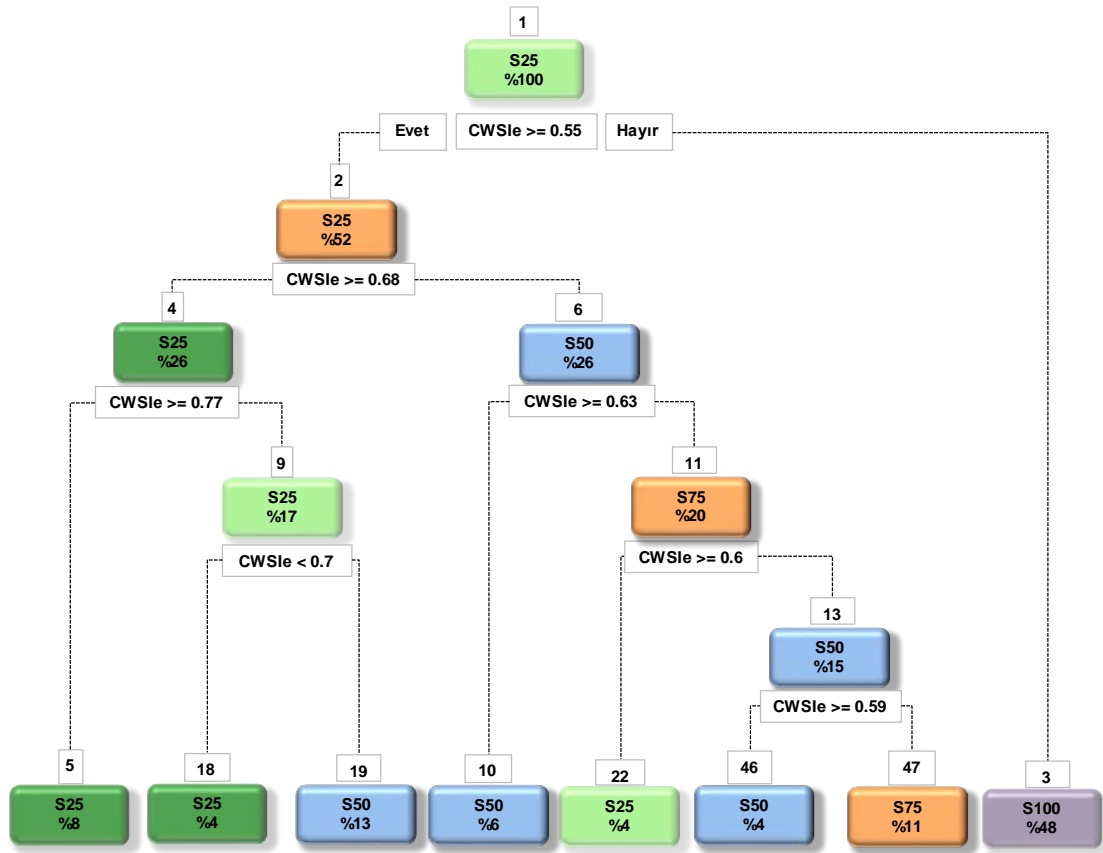 1
S25
%100
Evet
CWSIe >= 0.55
Hayır
2
S25
%52
CWSIe >= 0.68
4
6
S25
%26
S50
%26
CWSIe >= 0.77
CWSIe >= 0.63
9
11
S25
%17
S75
%20
CWSIe < 0.7
CWSIe >= 0.6
13
S50
%15
CWSIe >= 0.59
5
18
19
10
22
46
47
3
S25
%8
S25
%4
S50
%13
S50
%6
S25
%4
S50
%4
S75
%11
S100
%48